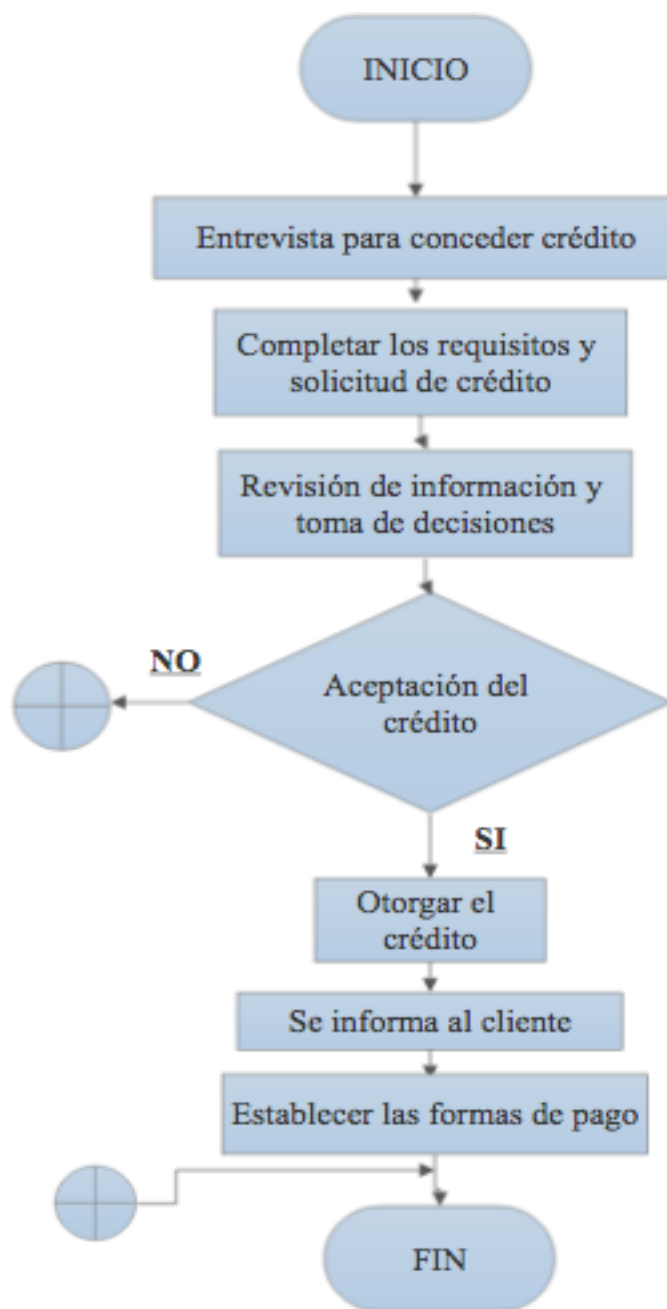 INICIO
Entrevista para conceder crédito
Completar los requisitos y
solicitud de crédito
Revisión de información y
toma de decisiones
NO
Aceptación del
crédito
SI
Otorgar el
crédito
Se informa al cliente
Establecer las formas de pago
FIN